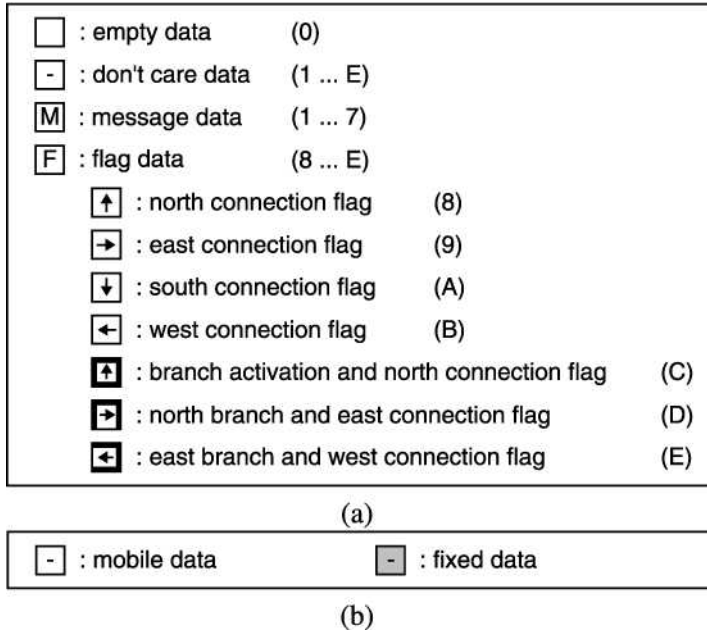 : empty data (0)
- : don't care data (1 ... E)
M : message data (1 ... 7)
F : flag data (8 ... E)
↑ : north connection flag (8)
→ : east connection flag (9)
↓ : south connection flag (A)
← : west connection flag (B)
↑ : branch activation and north connection flag (C)
→ : north branch and east connection flag (D)
← : east branch and west connection flag (E)
(a)
- : mobile data - : fixed data
(b)